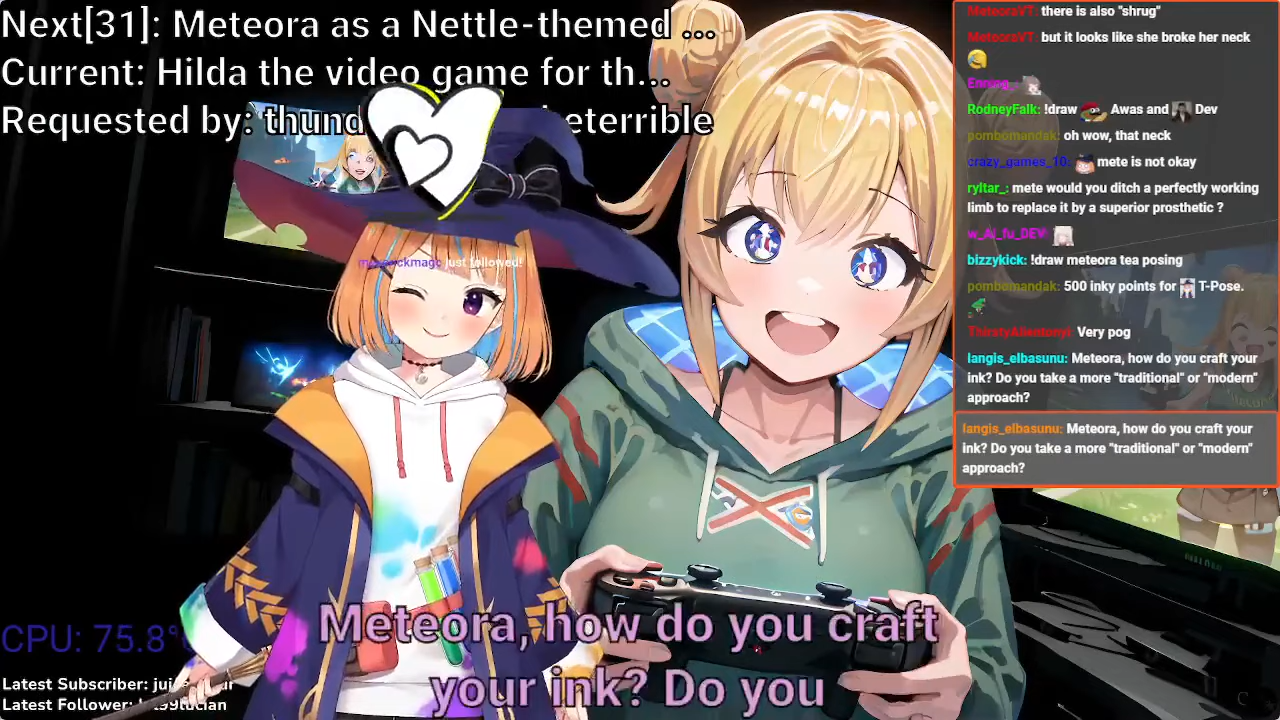 Next[31]: Meteora as a Nettle-themed ...
Current: Hilda the video game for th...
Requested by: thund eterrible
just followed!
MeteoraVT: there is also "shrug"
MeteoraVT: but it looks like she broke her neck
RodneyFalk: !draw Awas and Dev
pombomandak: oh wow, that neck
crazy_games_10: mete is not okay
ryltar_: mete would you ditch a perfectly working
limb to replace it by a superior prosthetic ?
w_AI_fu_DEV:
bizzykick: !draw meteora tea posing
pombomandak: 500 inky points for T-Pose.
Very pog
langis_elbasunu: Meteora, how do you craft your
ink? Do you take a more "traditional" or "modern"
approach?
langis_elbasunu: Meteora, how do you craft your
ink? Do you take a more "traditional" or "modern"
approach?
Meteora, how do you craft
your ink? Do you
CPU: 75.8°
Latest Subscriber:
Latest Follower: